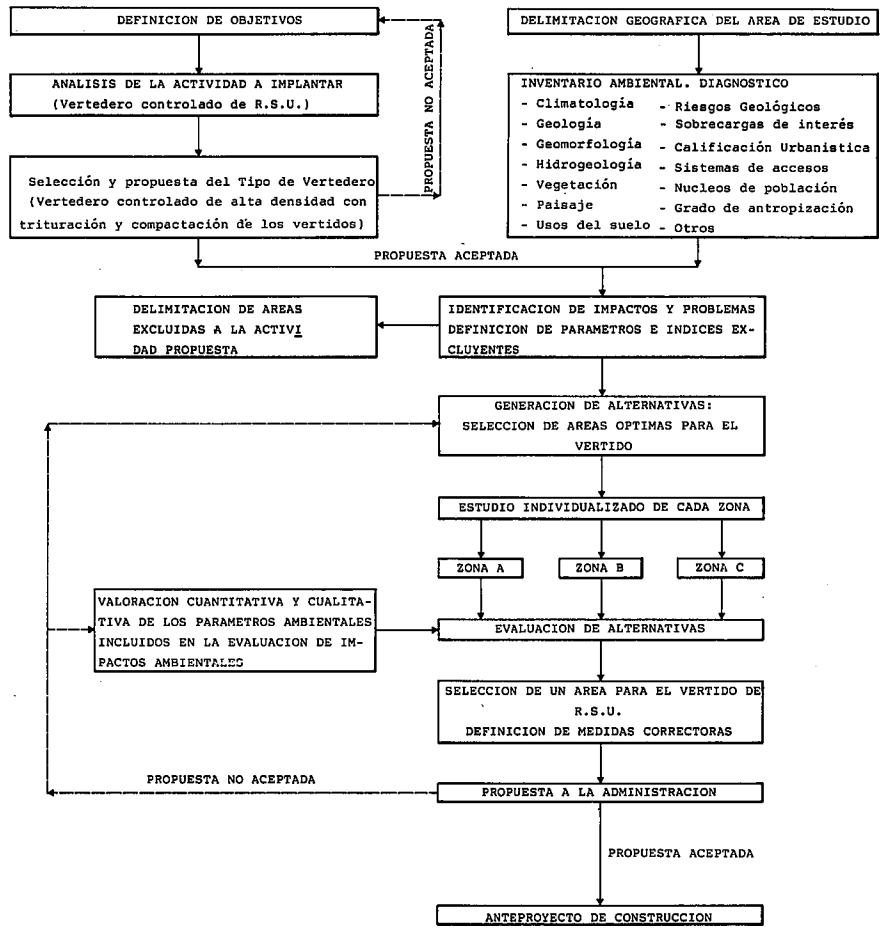 DEFINICION DE OBJETIVOS
ANALISIS DE LA ACTIVIDAD A IMPLANTAR
(Vertedero controlado de R.S.U.)
Selección y propuesta del Tipo de Vertedero
(Vertedero controlado de alta densidad con
trituración y compactación de los vertidos)
PROPUESTA NO ACEPTADA
DELIMITACION GEOGRAFICA DEL AREA DE ESTUDIO
INVENTARIO AMBIENTAL. DIAGNOSTICO
- Climatología
- Geología
- Geomorfología
- Hidrogeología
- Vegetación
- Paisaje
- Usos del suelo
- Riesgos Geológicos
- Sobrecargas de interés
- Calificación Urbanistica
- Sistemas de accesos
- Nucleos de población
- Grado de antropización
- Otros
PROPUESTA ACEPTADA
DELIMITACION DE AREAS
EXCLUIDAS A LA ACTIVI
DAD PROPUESTA
IDENTIFICACION DE IMPACTOS Y PROBLEMAS
DEFINICION DE PARAMETROS E INDICES EX-
CLUYENTES
GENERACION DE ALTERNATIVAS:
SELECCION DE AREAS OPTIMAS PARA EL
VERTIDO
ESTUDIO INDIVIDUALIZADO DE CADA ZONA
ZONA A
ZONA B
ZONA C
VALORACION CUANTITATIVA Y CUALITA-
TIVA DE LOS PARAMETROS AMBIENTALES
INCLUIDOS EN LA EVALUACION DE IM-
PACTOS AMBIENTALES
EVALUACION DE ALTERNATIVAS
SELECCION DE UN AREA PARA EL VERTIDO DE
R.S.U.
DEFINICION DE MEDIDAS CORRECTORAS
PROPUESTA NO ACEPTADA
PROPUESTA A LA ADMINISTRACION
PROPUESTA ACEPTADA
ANTEPROYECTO DE CONSTRUCCION